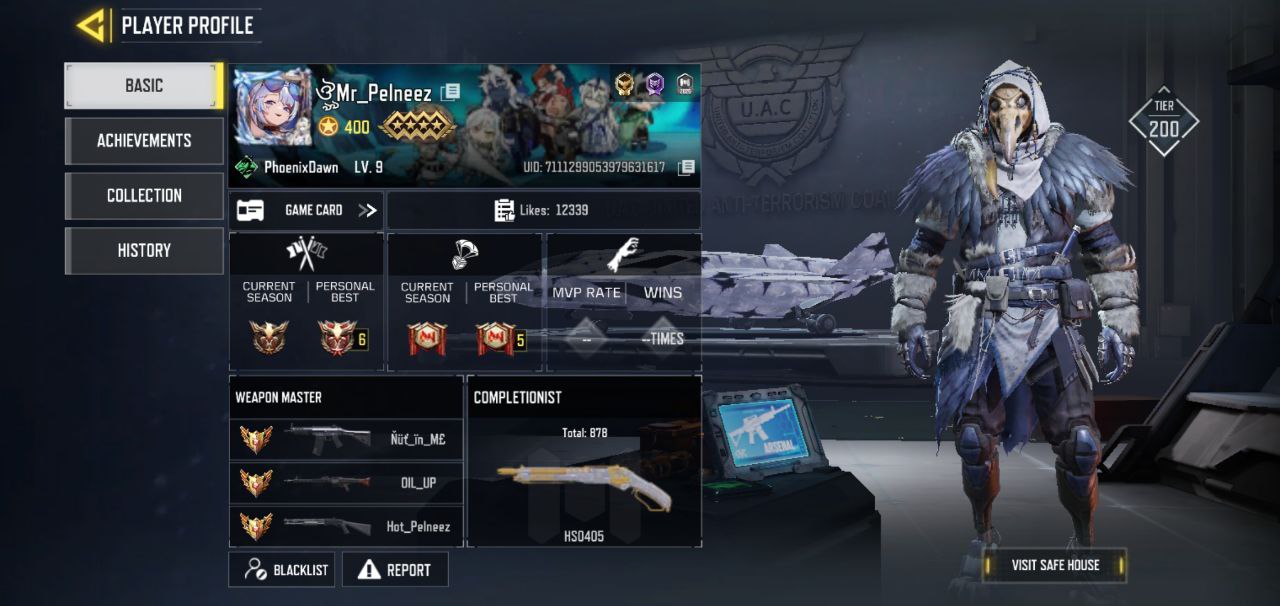 PLAYER PROFILE
BASIC
ACHIEVEMENTS
COLLECTION
HISTORY
Mr_Pelneez
400
PhoenixDawn LV. 9
UID: 7111299053979631617
GAME CARD
Likes: 12339
CURRENT SEASON
PERSONAL BEST
6
CURRENT SEASON
PERSONAL BEST
5
MVP RATE
WINS
--
--TIMES
WEAPON MASTER
Ñüť_ïn_M£
OIL_UP
Hot_Pelneez
COMPLETIONIST
Total: 878
HS0405
BLACKLIST
REPORT
U.A.C
ANTI-TERRORISM
ARSENAL
TIER
200
VISIT SAFE HOUSE